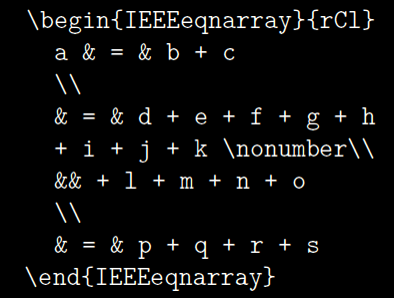 \begin{IEEEeqnarray}{rCl}
a & = & b + c
\\
& = & d + e + f + g + h
+ i + j + k \nonumber\\
&& + l + m + n + o
\\
& = & p + q + r + s
\end{IEEEeqnarray}